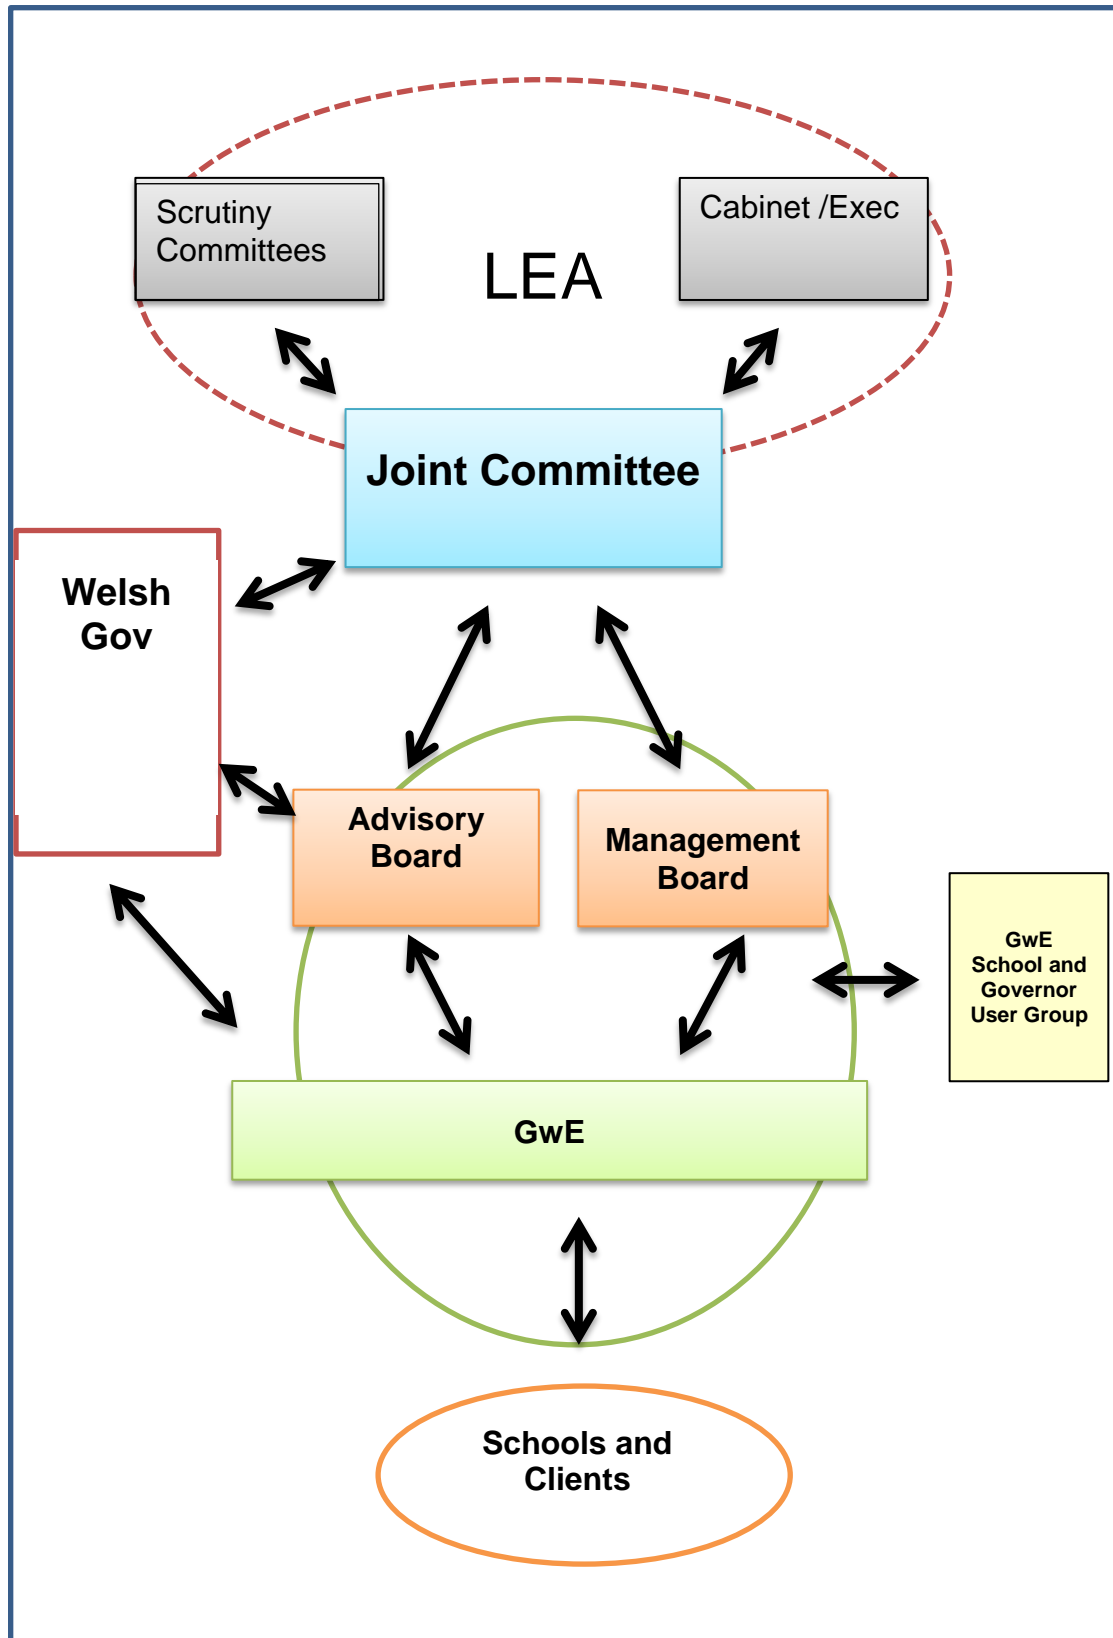 Scrutiny
Committees
Cabinet /Exec
LEA
Joint Committee
Welsh
Gov
Advisory
Board
Management
Board
GwE
School and
Governor
User Group
GwE
Schools and
Clients